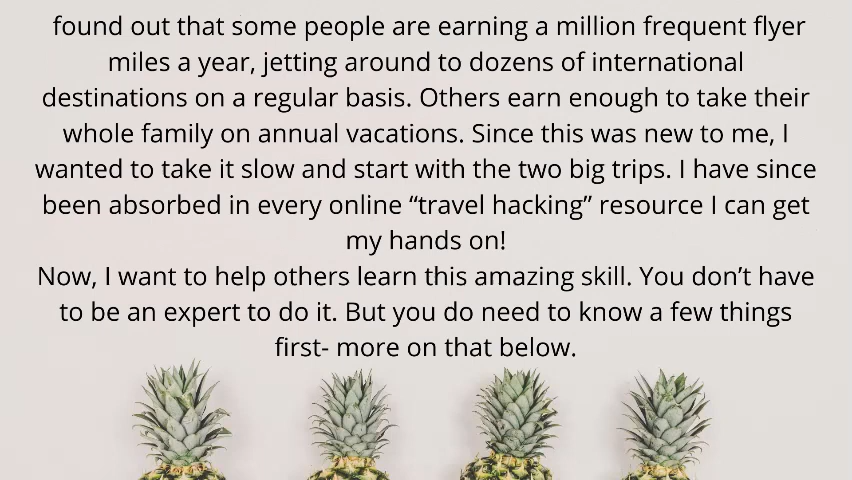 found out that some people are earning a million frequent flyer
miles a year, jetting around to dozens of international
destinations on a regular basis. Others earn enough to take their
whole family on annual vacations. Since this was new to me, I
wanted to take it slow and start with the two big trips. I have since
been absorbed in every online “travel hacking” resource I can get
my hands on!
Now, I want to help others learn this amazing skill. You don’t have
to be an expert to do it. But you do need to know a few things
first- more on that below.